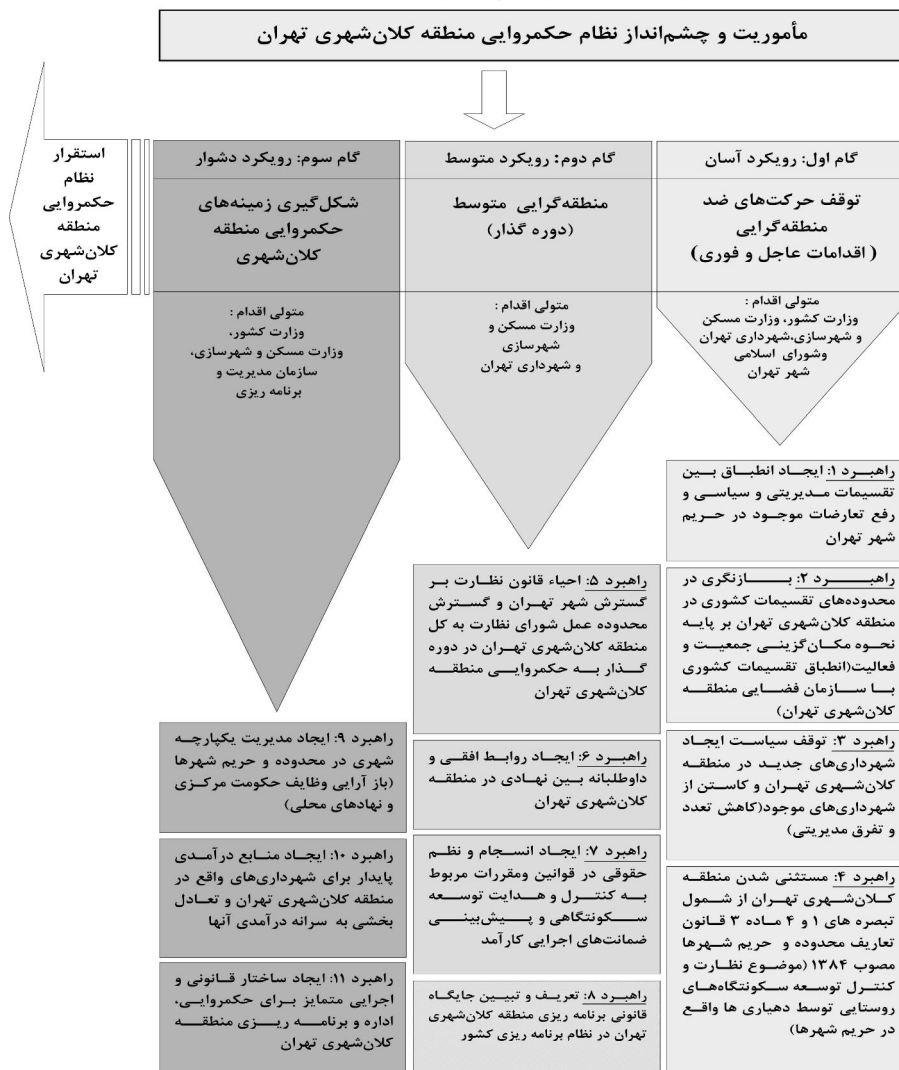 مأموریت و چشم‌انداز نظام حکمروایی منطقه کلان‌شهری تهران
گام اول: رویکرد آسان
توقف حرکت‌های ضد
منطقه‌گرایی
(اقدامات عاجل و فوری)
متولی اقدام :
وزارت کشور، وزارت مسکن
و شهرسازی،شهرداری تهران
وشورای اسلامی
شهر تهران
راهبرد ۱: ایجاد انطباق بین
تقسیمات مدیریتی و سیاسی و
رفع تعارضات موجود در حریم
شهر تهران
راهبرد ۲: بازنگری در
محدوده‌های تقسیمات کشوری در
منطقه کلان‌شهری تهران بر پایه
نحوه مکان‌گزینی جمعیت و
فعالیت(انطباق تقسیمات کشوری
با سازمان فضایی منطقه
کلان‌شهری تهران)
راهبرد ۳: توقف سیاست ایجاد
شهرداری‌های جدید در منطقه
کلان‌شهری تهران و کاستن از
شهرداری‌های موجود(کاهش تعدد
و تفرق مدیریتی)
راهبرد ۴: مستثنی شدن منطقه
کلان‌شهری تهران از شمول
تبصره های ۱ و ۴ ماده ۳ قانون
تعاریف محدوده و حریم شهرها
مصوب ۱۳۸۴ (موضوع نظارت و
کنترل توسعه سکونتگاه‌های
روستایی توسط دهیاری ها واقع
در حریم شهرها)
گام دوم: رویکرد متوسط
منطقه‌گرایی متوسط
(دوره گذار)
متولی اقدام :
وزارت مسکن و
شهرسازی
و شهرداری تهران
راهبرد ۵: احیاء قانون نظارت بر
گسترش شهر تهران و گسترش
محدوده عمل شورای نظارت به کل
منطقه کلان‌شهری تهران در دوره
گذار به حکمروایی منطقه
کلان‌شهری تهران
راهبرد ۶: ایجاد روابط افقی و
داوطلبانه بین نهادی در منطقه
کلان‌شهری تهران
راهبرد ۷: ایجاد انسجام و نظم
حقوقی در قوانین ومقررات مربوط
به کنترل و هدایت توسعه
سکونتگاهی و پیش‌بینی
ضمانت‌های اجرایی کارآمد
راهبرد ۸: تعریف و تبیین جایگاه
قانونی برنامه ریزی منطقه کلان‌شهری
تهران در نظام برنامه ریزی کشور
گام سوم: رویکرد دشوار
شکل‌گیری زمینه‌های
حکمروایی منطقه
کلان‌شهری
متولی اقدام :
وزارت کشور،
وزارت مسکن و شهرسازی،
سازمان مدیریت و
برنامه ریزی
راهبرد ۹: ایجاد مدیریت یکپارچه
شهری در محدوده و حریم شهرها
(باز آرایی وظایف حکومت مرکزی
و نهادهای محلی)
راهبرد ۱۰: ایجاد منابع درآمدی
پایدار برای شهرداری‌های واقع در
منطقه کلان‌شهری تهران و تعادل
بخشی به سرانه درآمدی آنها
راهبرد ۱۱: ایجاد ساختار قانونی و
اجرایی متمایز برای حکمروایی،
اداره و برنامه ریزی منطقه
کلان‌شهری تهران
استقرار
نظام
حکمروایی
منطقه
کلان‌شهری
تهران